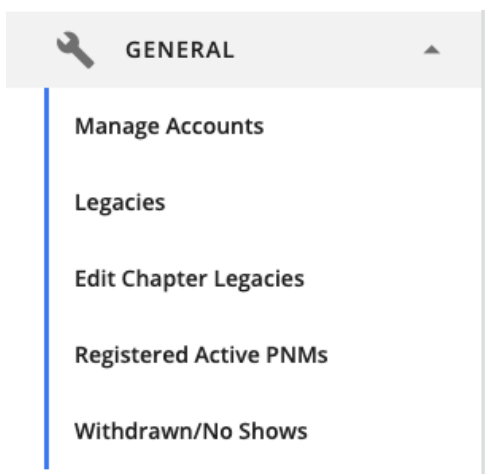 GENERAL
Manage Accounts
Legacies
Edit Chapter Legacies
Registered Active PNMs
Withdrawn/No Shows